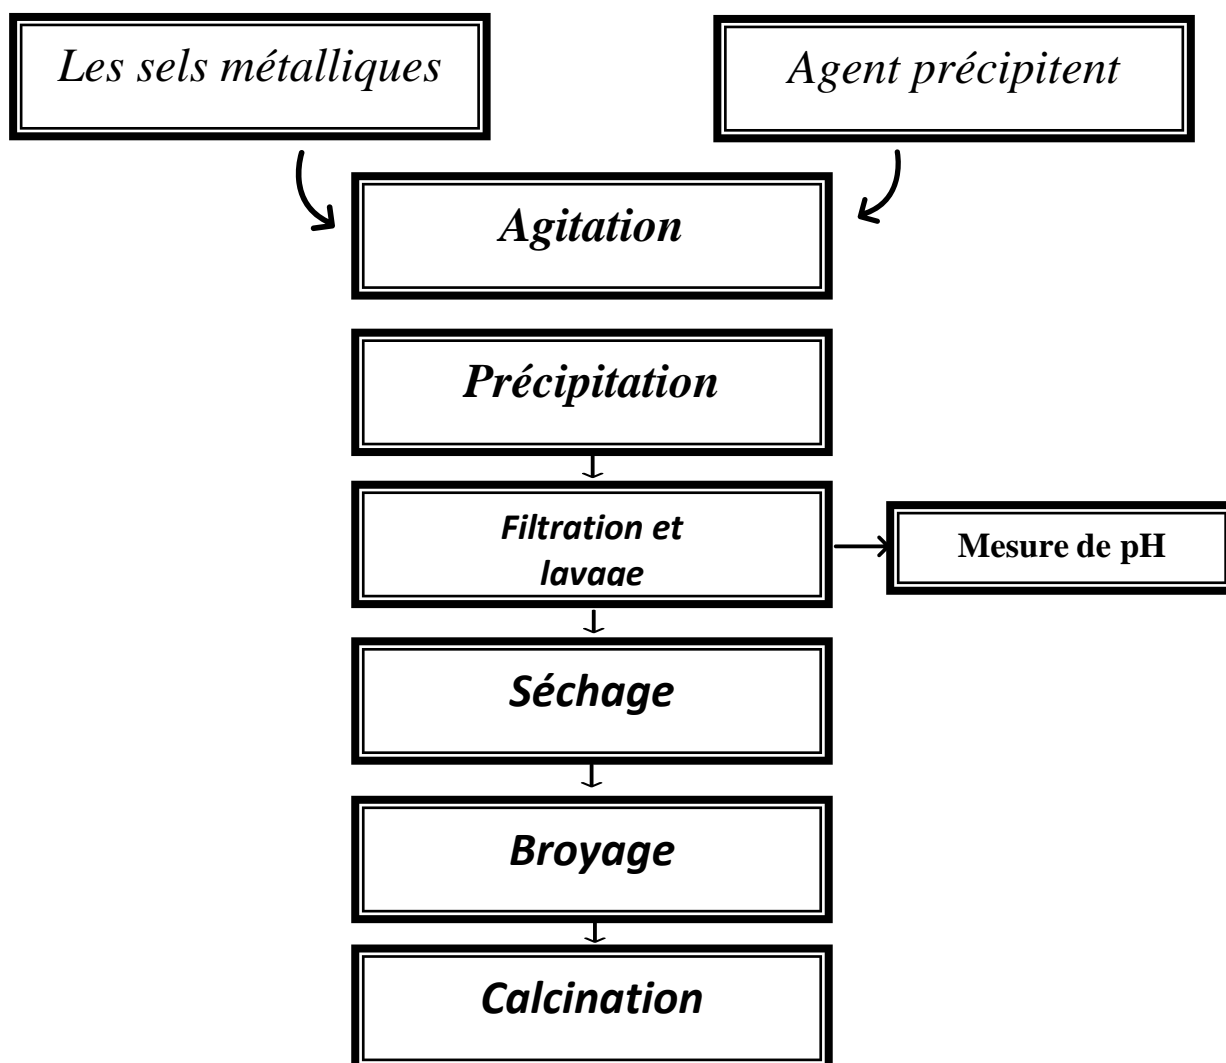 Les sels métalliques
Agent précipitent
Agitation
Précipitation
Filtration et
lavage
Mesure de pH
Séchage
Broyage
Calcination